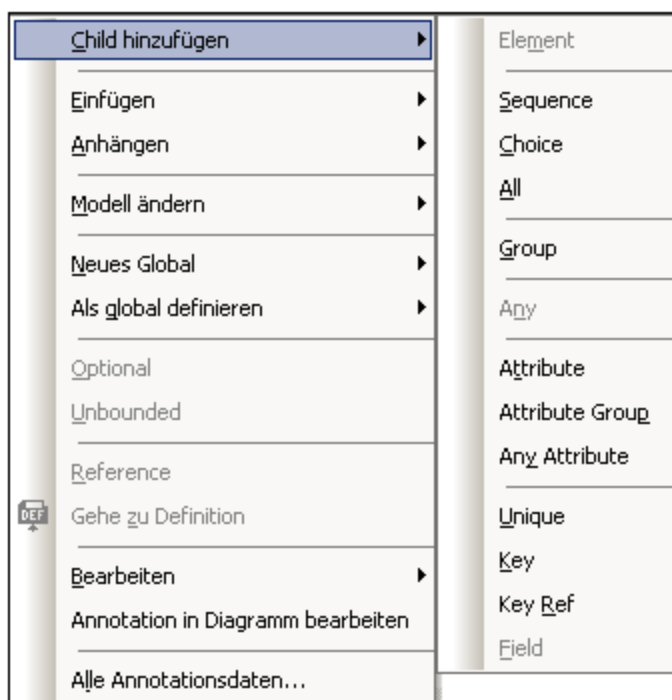 Child hinzufügen
Einfügen
Anhängen
Modell ändern
Neues Global
Als global definieren
Optional
Unbounded
Reference
DEF
Gehe zu Definition
Bearbeiten
Annotation in Diagramm bearbeiten
Alle Annotationsdaten...
Element
Sequence
Choice
All
Group
Any
Attribute
Attribute Group
Any Attribute
Unique
Key
Key Ref
Field